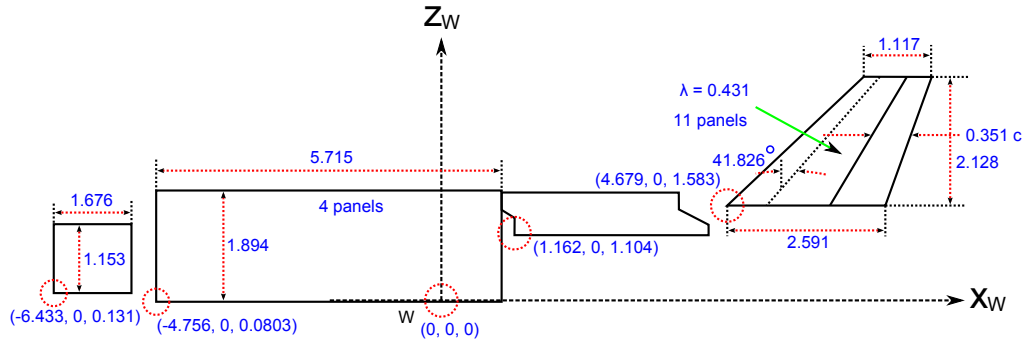 ZW
1.117
λ = 0.431
11 panels
5.715
41.826°
0.351 c
2.128
(4.679, 0, 1.583)
1.676
4 panels
1.894
1.153
(1.162, 0, 1.104)
2.591
XW
(-6.433, 0, 0.131)
(-4.756, 0, 0.0803)
W
(0, 0, 0)